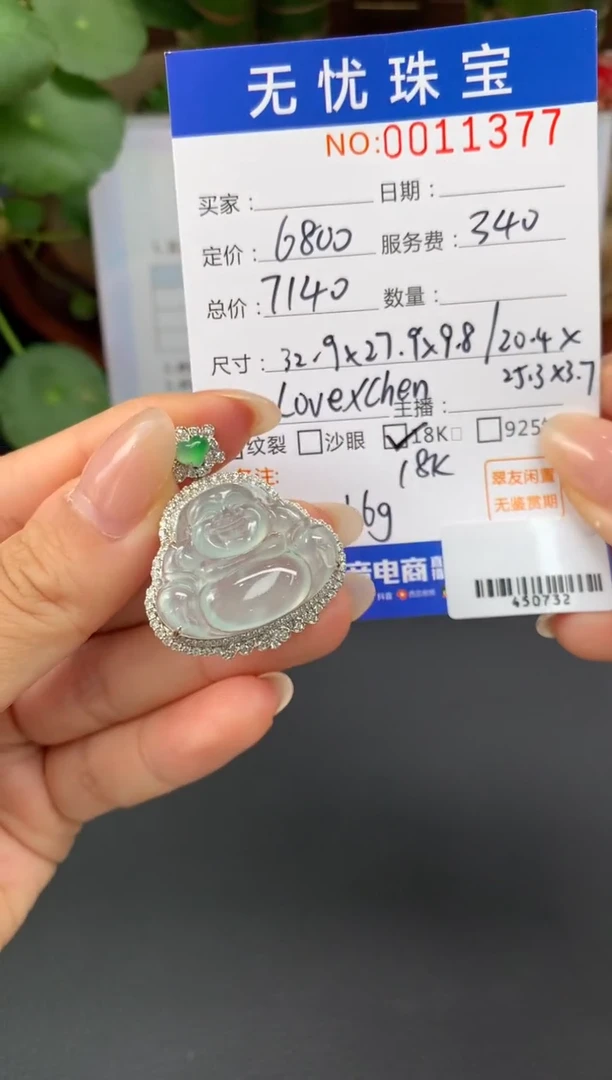 无忧珠宝
NO:0011377
买家： 日期：
定价：6800 服务费：340
总价：7140 数量：
尺寸：32.9x27.9x9.8/20.4x
25.3x3.7
LovexChen 主播：
纹裂 沙眼 18K 925
18K
翠友闲置
无鉴赏期
16g
电商
450732